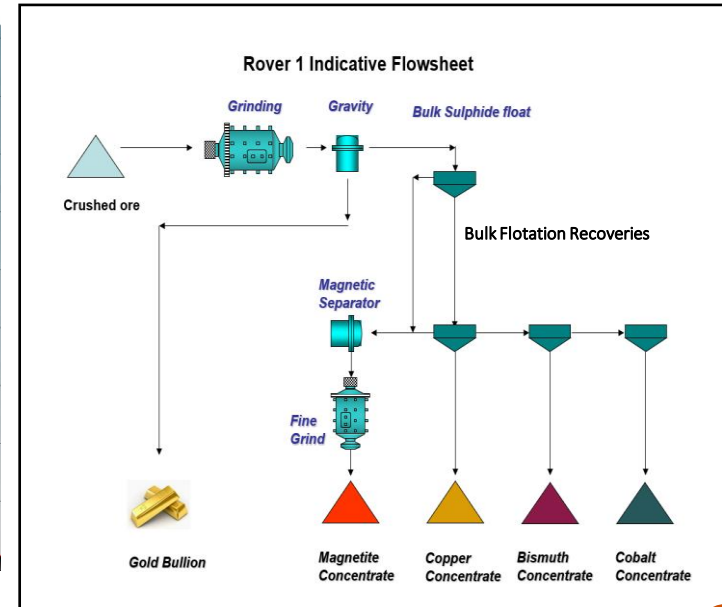 Rover 1 Indicative Flowsheet
Grinding
Gravity
Bulk Sulphide float
Crushed ore
Bulk Flotation Recoveries
Magnetic
Separator
Fine
Grind
Gold Bullion
Magnetite
Concentrate
Copper
Concentrate
Bismuth
Concentrate
Cobalt
Concentrate